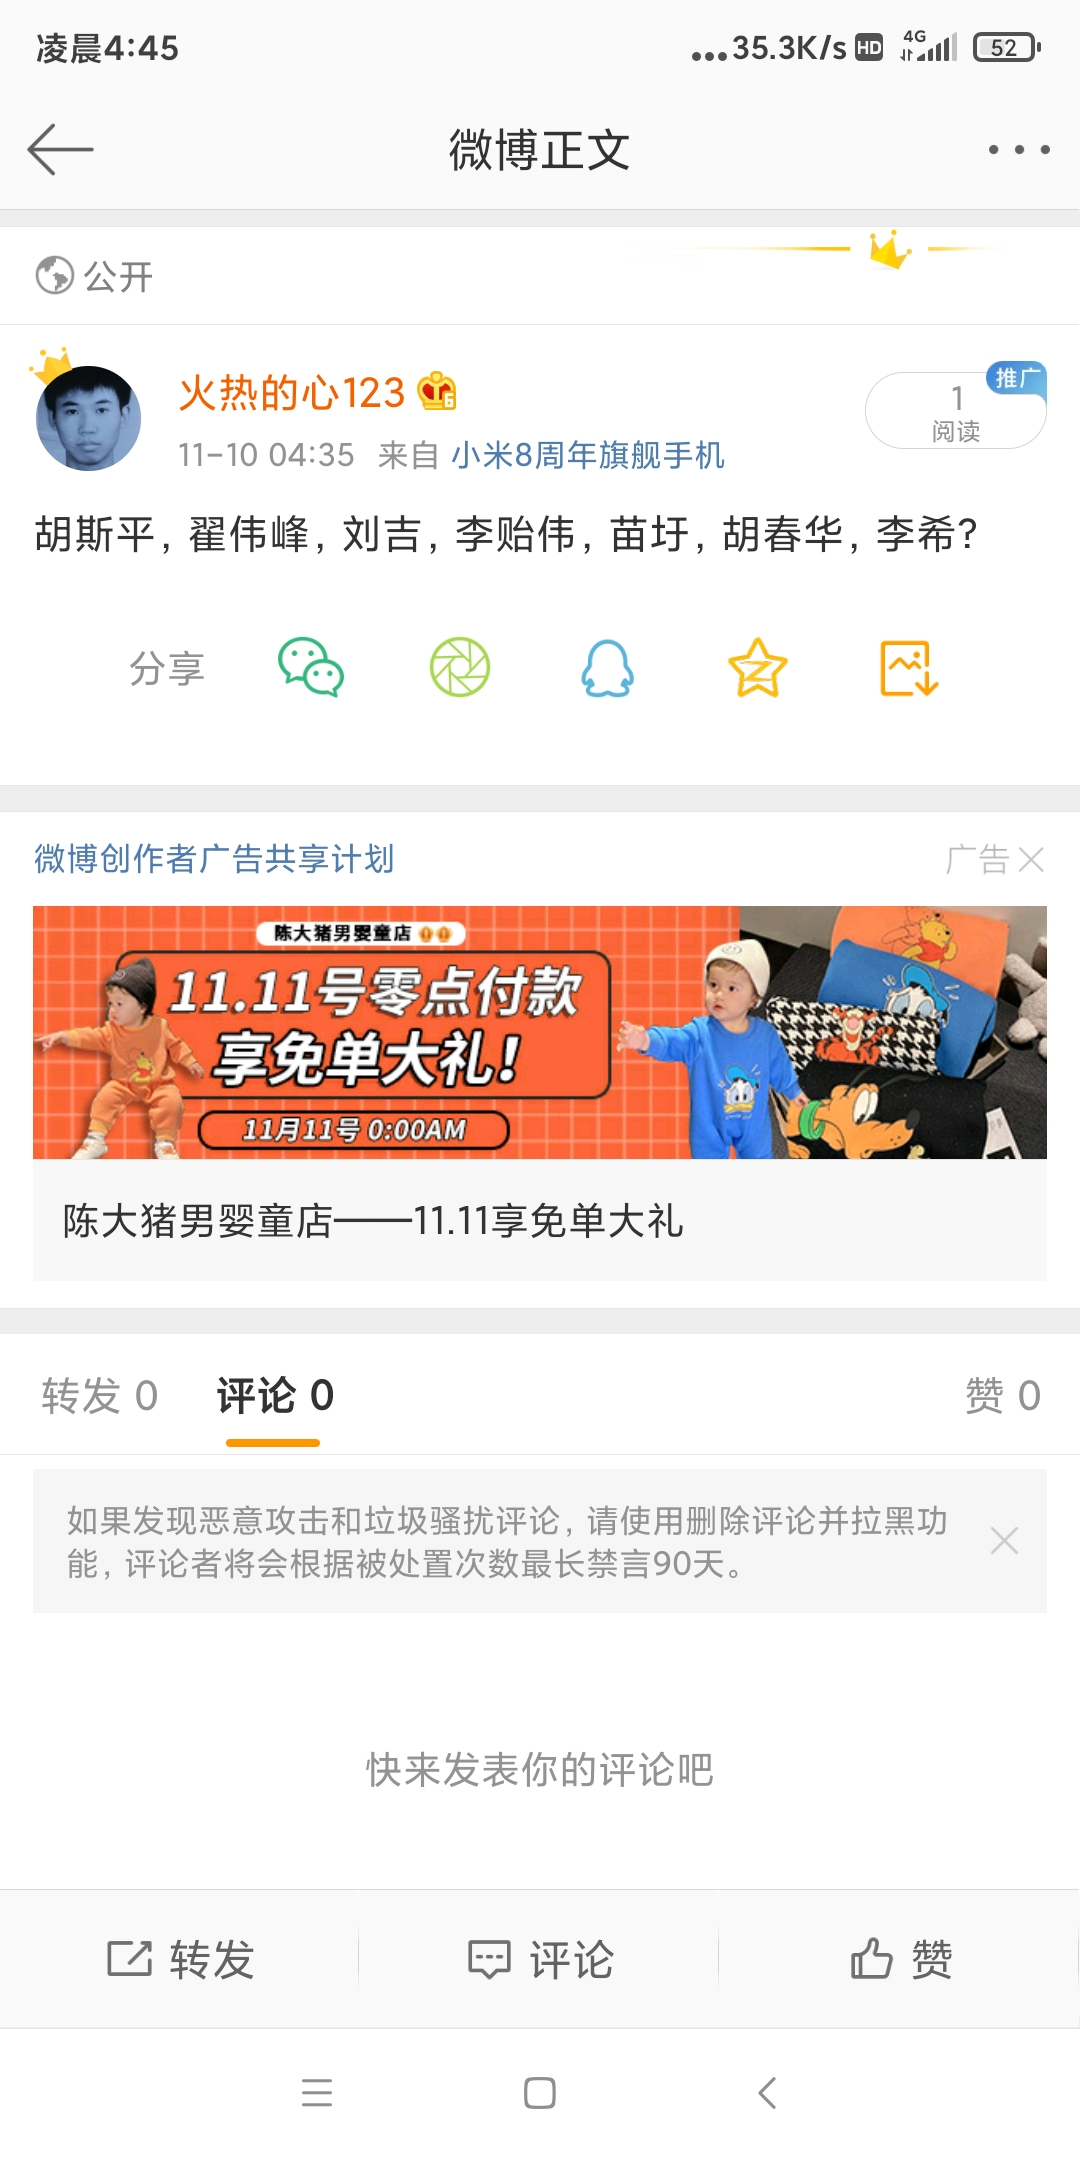 凌晨4:45
...35.3K/s HD 4G 52
微博正文
公开
火热的心123
6
11-10 04:35 来自 小米8周年旗舰手机
推广
1
阅读
胡斯平, 翟伟峰, 刘吉, 李贻伟, 苗圩, 胡春华, 李希?
分享
微博创作者广告共享计划
广告
陈大猪男婴童店
11.11号零点付款
享免单大礼!
11月11号 0:00AM
陈大猪男婴童店——11.11享免单大礼
转发 0 评论 0 赞 0
如果发现恶意攻击和垃圾骚扰评论, 请使用删除评论并拉黑功
能, 评论者将会根据被处置次数最长禁言90天。
快来发表你的评论吧
转发 评论 赞